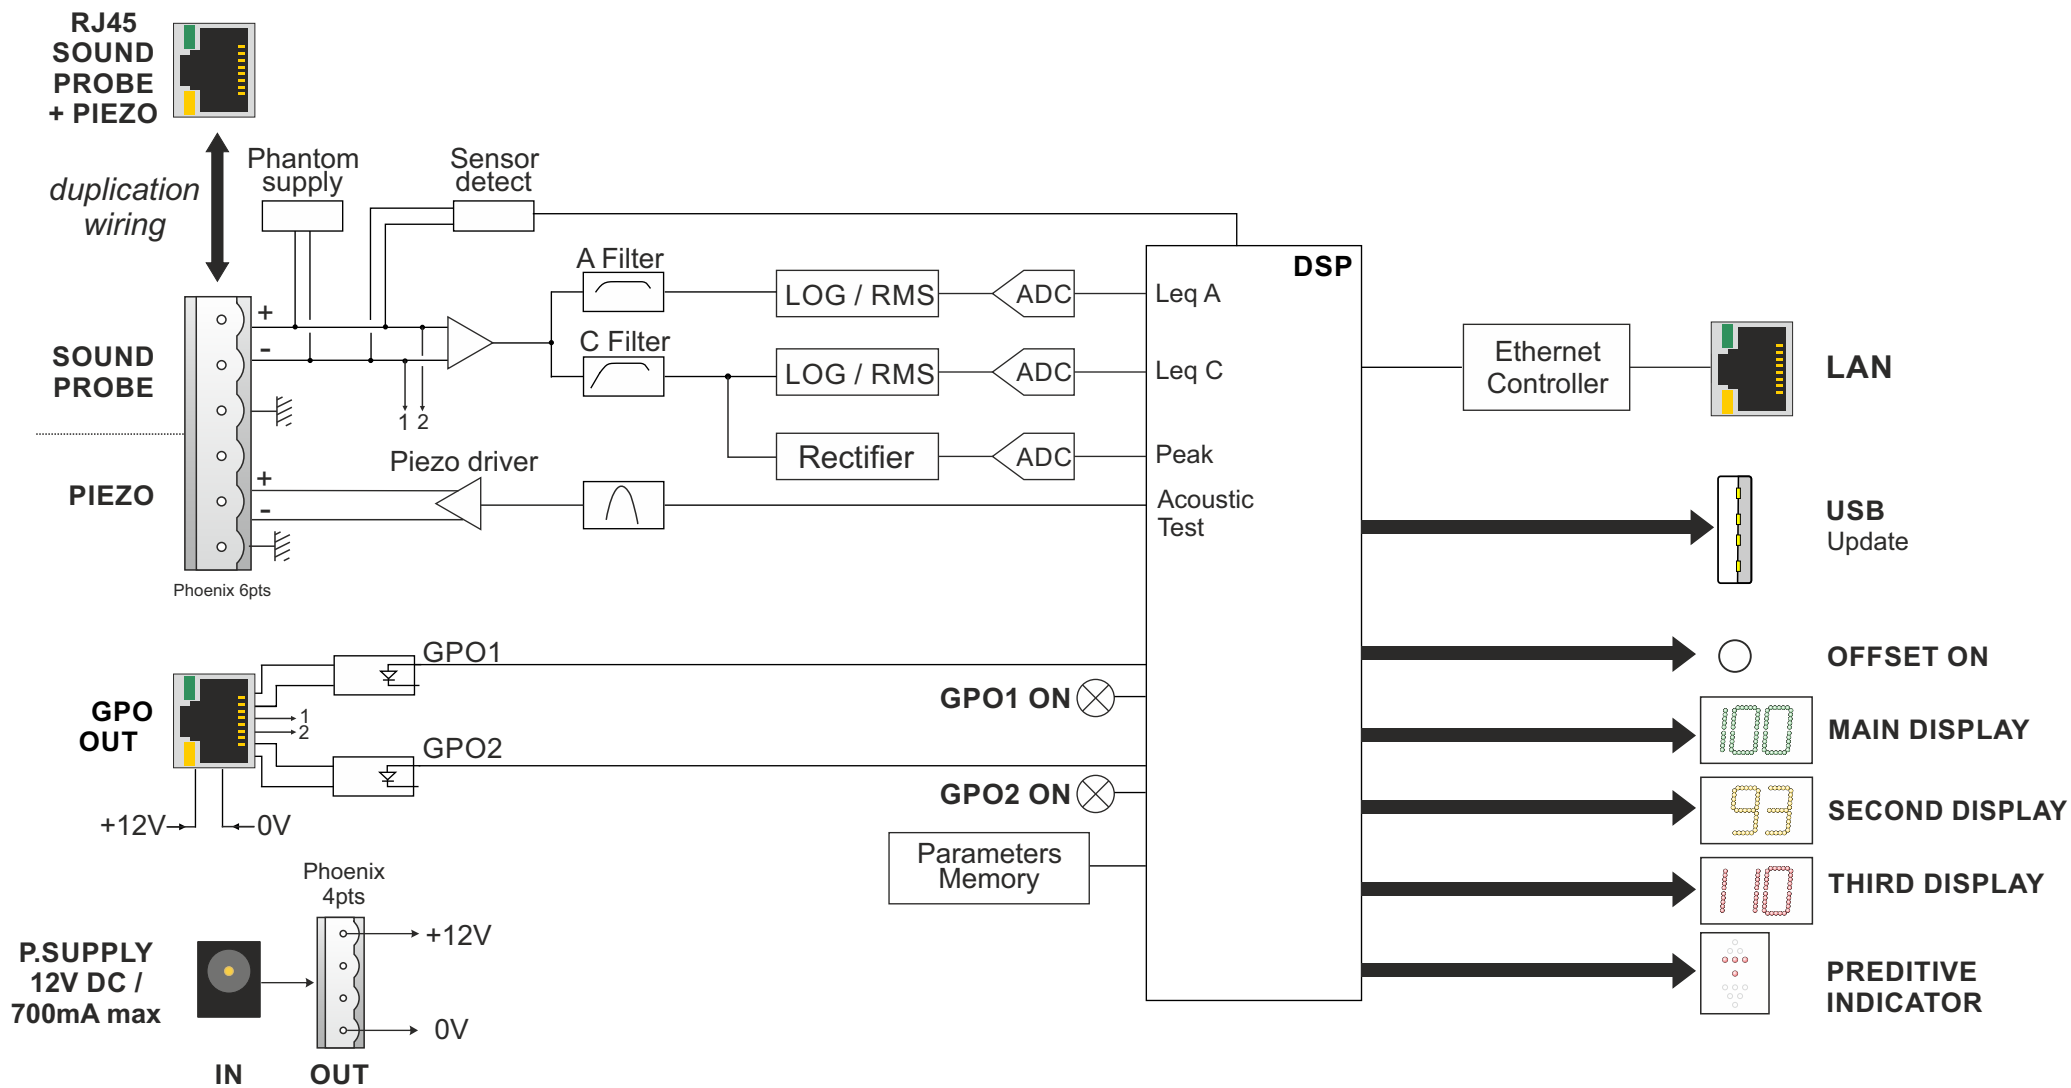 RJ45
SOUND
PROBE
+ PIEZO
duplication
wiring
Phantom
supply
Sensor
detect
A Filter
C Filter
LOG / RMS
ADC
Leq A
DSP
LOG / RMS
ADC
Leq C
Rectifier
ADC
Peak
Acoustic
Test
SOUND
PROBE
+
-
1 2
PIEZO
+
-
Piezo driver
Phoenix 6pts
Ethernet
Controller
LAN
USB
Update
OFFSET ON
100
MAIN DISPLAY
93
SECOND DISPLAY
110
THIRD DISPLAY
PREDITIVE
INDICATOR
GPO
OUT
1
2
GPO1
GPO2
GPO1 ON
GPO2 ON
+12V
0V
Parameters
Memory
Phoenix
4pts
+12V
0V
P.SUPPLY
12V DC /
700mA max
IN
OUT